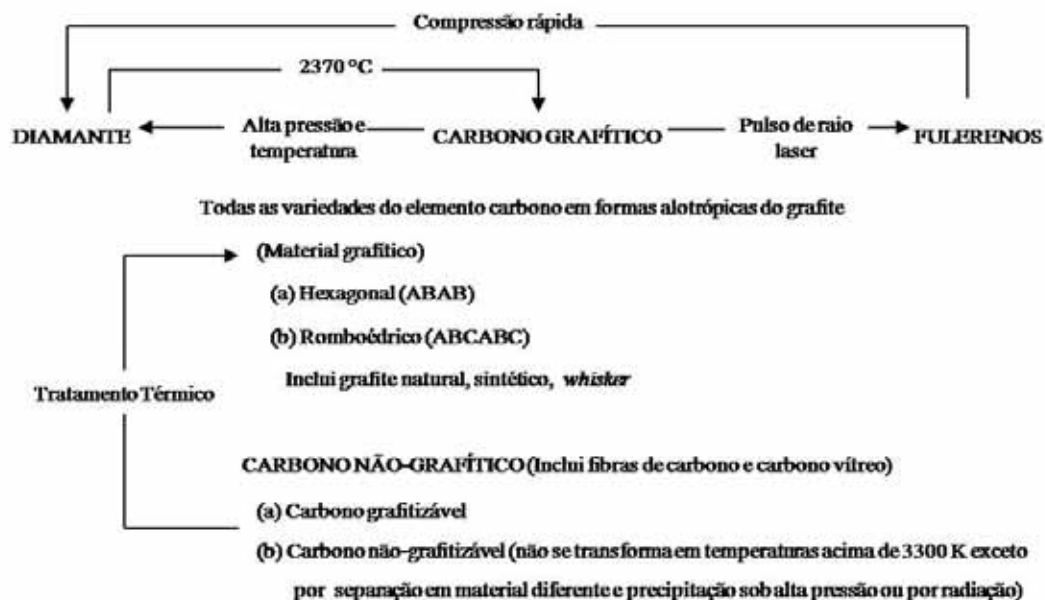 Compressão rápida
2370 °C
DIAMANTE
Alta pressão e
temperatura
CARBONO GRAFÍTICO
Pulso de raio
laser
FULERENOS
Todas as variedades do elemento carbono em formas alotrópicas do grafite
(Material grafítico)
(a) Hexagonal (ABAB)
(b) Romboédrico (ABCABC)
Inclui grafite natural, sintético, whisker
Tratamento Térmico
CARBONO NÃO-GRAFÍTICO (Inclui fibras de carbono e carbono vítreo)
(a) Carbono grafitizável
(b) Carbono não-grafitizável (não se transforma em temperaturas acima de 3300 K exceto
por separação em material diferente e precipitação sob alta pressão ou por radiação)